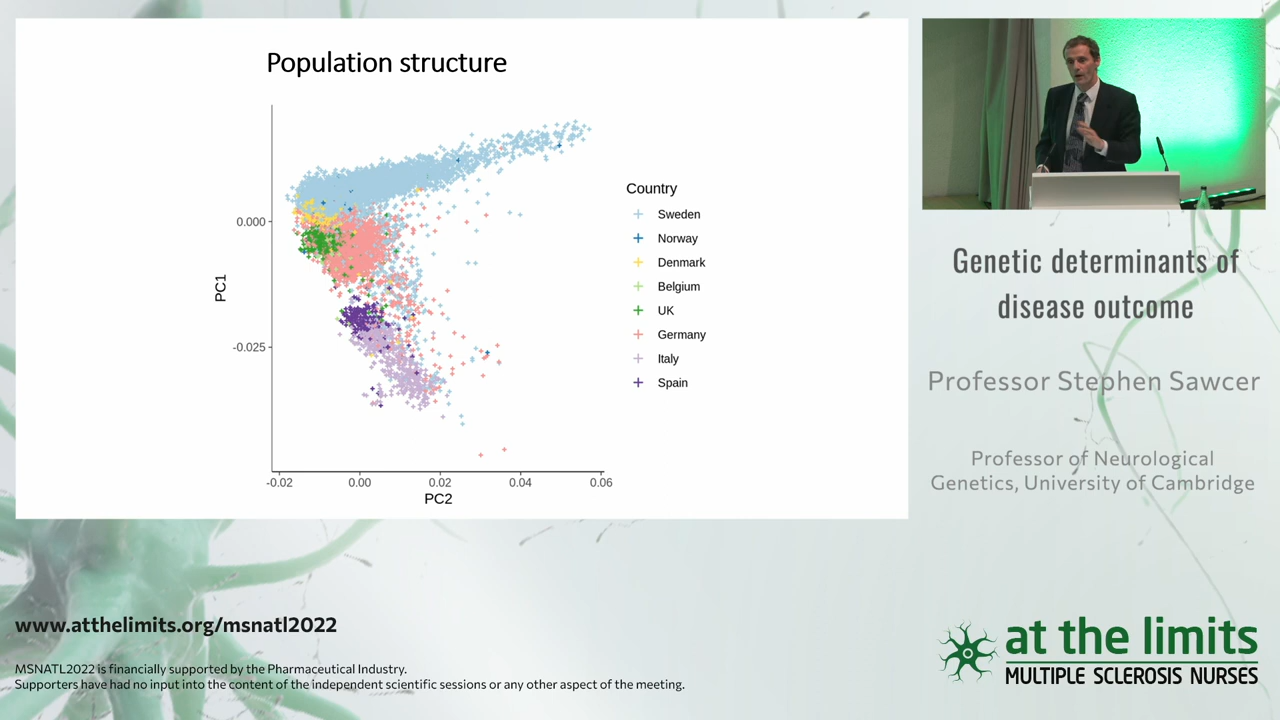 Population structure
0.000
-0.025
PC1
-0.02
0.00
0.02
0.04
0.06
PC2
Country
Sweden
Norway
Denmark
Belgium
UK
Germany
Italy
Spain
Genetic determinants of
disease outcome
Professor Stephen Sawcer
Professor of Neurological
Genetics, University of Cambridge
www.atthelimits.org/msnatl2022
MSNATL2022 is financially supported by the Pharmaceutical Industry.
Supporters have had no input into the content of the independent scientific sessions or any other aspect of the meeting.
at the limits
MULTIPLE SCLEROSIS NURSES